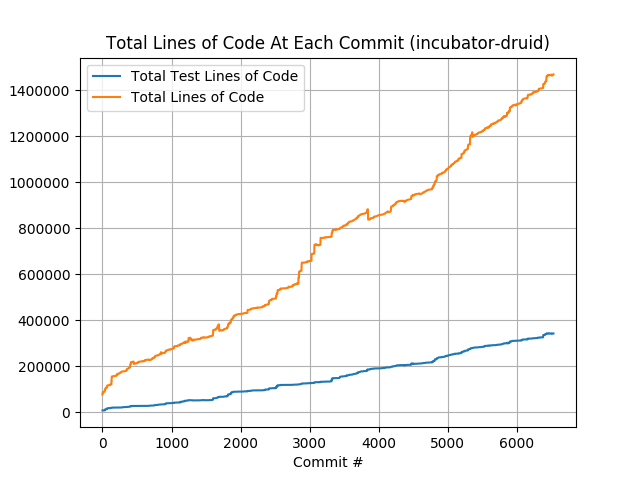 Total Lines of Code At Each Commit (incubator-druid)
Total Test Lines of Code
Total Lines of Code
1400000
1200000
1000000
800000
600000
400000
200000
0
0 1000 2000 3000 4000 5000 6000
Commit #